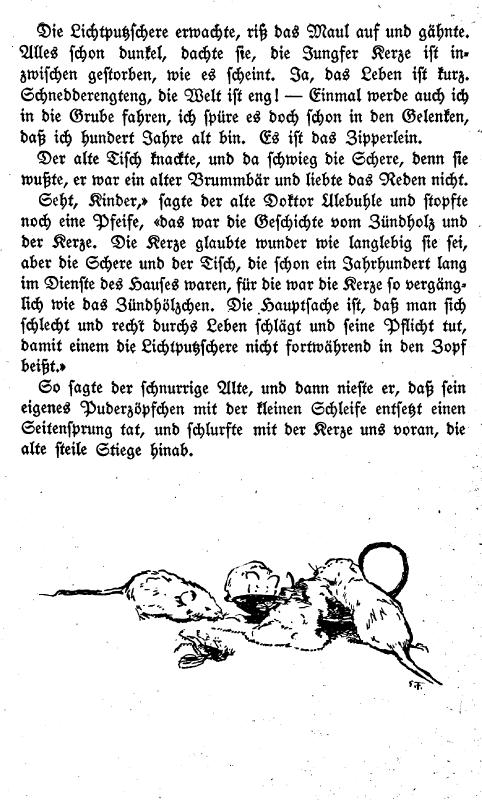 Die Lichtputzschere erwachte, riß das Maul auf und gähnte.
Alles schon dunkel, dachte sie, die Jungfer Kerze ist in-
zwischen gestorben, wie es scheint. Ja, das Leben ist kurz.
Schnedderengteng, die Welt ist eng! — Einmal werde auch ich
in die Grube fahren, ich spüre es doch schon in den Gelenken,
daß ich hundert Jahre alt bin. Es ist das Zipperlein.
Der alte Tisch knackte, und da schwieg die Schere, denn sie
wußte, er war ein alter Brummbär und liebte das Reden nicht.
Seht, Kinder,» sagte der alte Doktor Ulebuhle und stopfte
noch eine Pfeife, «das war die Geschichte vom Zündholz und
der Kerze. Die Kerze glaubte wunder wie langlebig sie sei,
aber die Schere und der Tisch, die schon ein Jahrhundert lang
im Dienste des Hauses waren, für die war die Kerze so vergäng-
lich wie das Zündhölzchen. Die Hauptsache ist, daß man sich
schlecht und recht durchs Leben schlägt und seine Pflicht tut,
damit einem die Lichtputzschere nicht fortwährend in den Zopf
beißt.»
So sagte der schnurrige Alte, und dann nieste er, daß sein
eigenes Puderzöpfchen mit der kleinen Schleife entsetzt einen
Seitensprung tat, und schlurfte mit der Kerze uns voran, die
alte steile Stiege hinab.